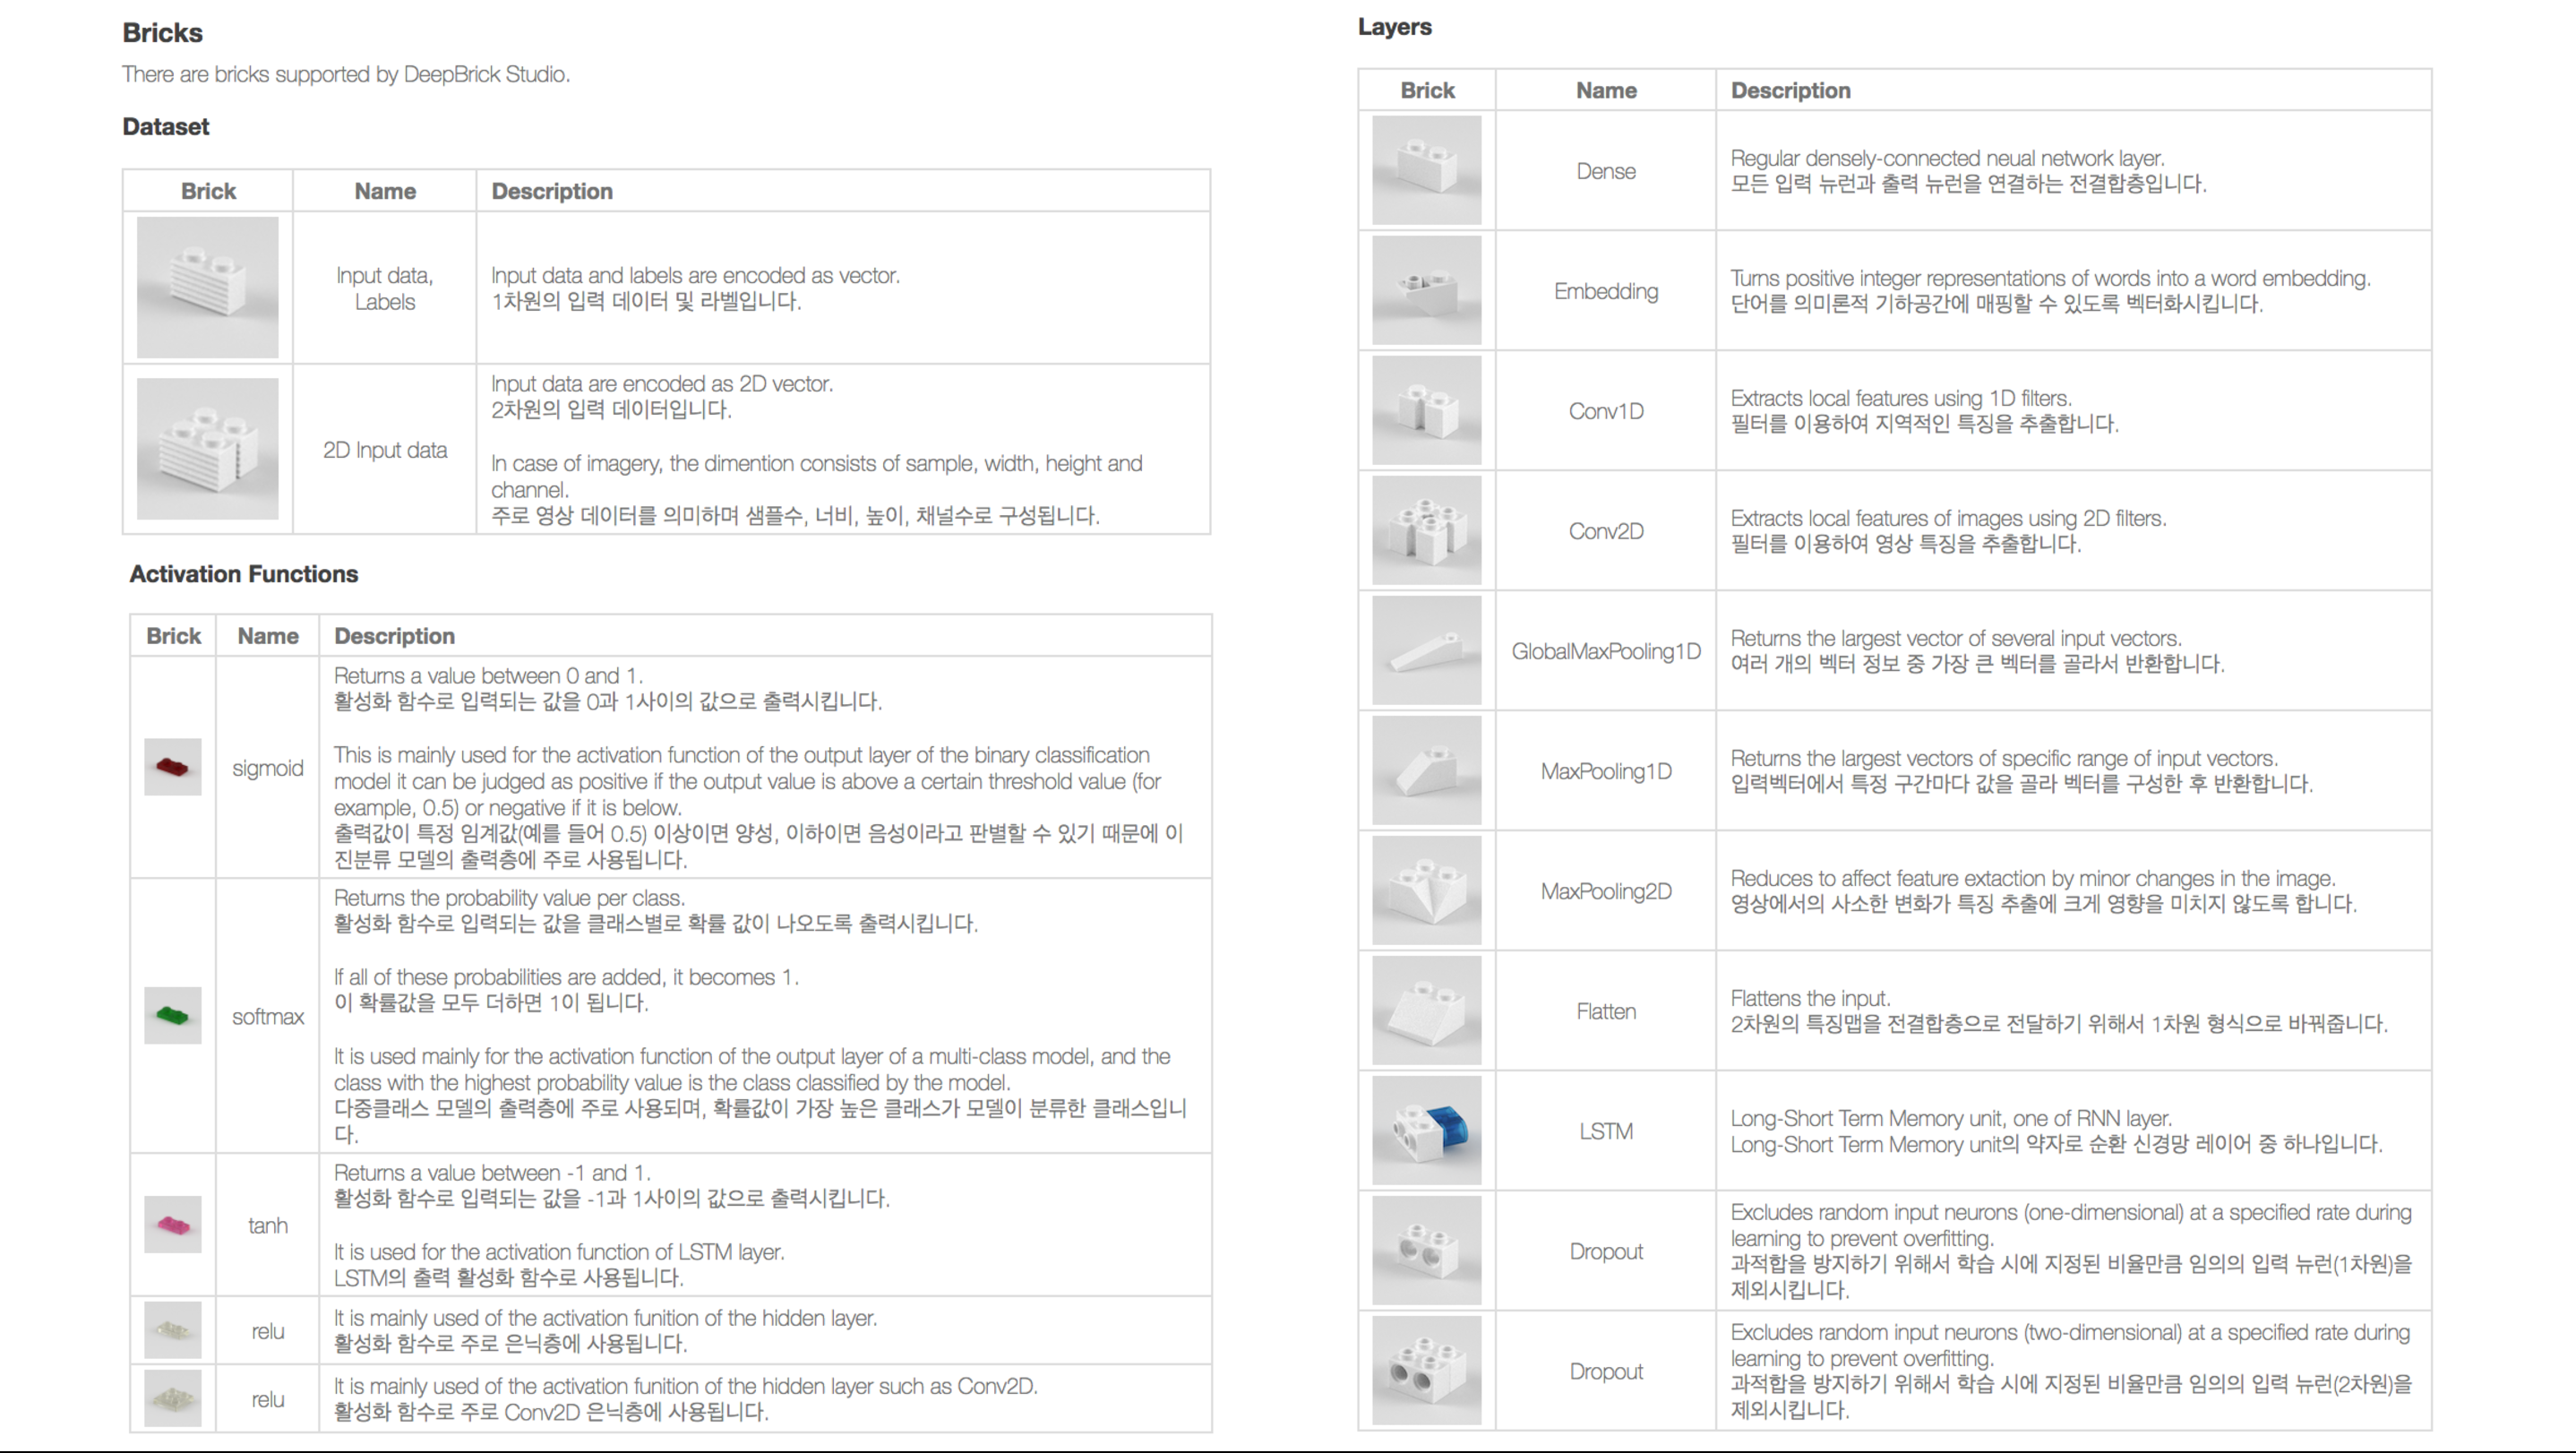 Bricks
There are bricks supported by DeepBrick Studio.
Dataset
Brick Name Description
Input data,
Labels
Input data and labels are encoded as vector.
1차원의 입력 데이터 및 라벨입니다.
2D Input data
Input data are encoded as 2D vector.
2차원의 입력 데이터입니다.
In case of imagery, the dimention consists of sample, width, height and
channel.
주로 영상 데이터를 의미하며 샘플수, 너비, 높이, 채널수로 구성됩니다.
Activation Functions
Brick Name Description
sigmoid
Returns a value between 0 and 1.
활성화 함수로 입력되는 값을 0과 1사이의 값으로 출력시킵니다.
This is mainly used for the activation function of the output layer of the binary classification
model it can be judged as positive if the output value is above a certain threshold value (for
example, 0.5) or negative if it is below.
출력값이 특정 임계값(예를 들어 0.5) 이상이면 양성, 이하이면 음성이라고 판별할 수 있기 때문에 이
진분류 모델의 출력층에 주로 사용됩니다.
softmax
Returns the probability value per class.
활성화 함수로 입력되는 값을 클래스별로 확률 값이 나오도록 출력시킵니다.
If all of these probabilities are added, it becomes 1.
이 확률값을 모두 더하면 1이 됩니다.
It is used mainly for the activation function of the output layer of a multi-class model, and the
class with the highest probability value is the class classified by the model.
다중클래스 모델의 출력층에 주로 사용되며, 확률값이 가장 높은 클래스가 모델이 분류한 클래스입니
다.
tanh
Returns a value between -1 and 1.
활성화 함수로 입력되는 값을 -1과 1사이의 값으로 출력시킵니다.
It is used for the activation function of LSTM layer.
LSTM의 출력 활성화 함수로 사용됩니다.
relu
It is mainly used of the activation funition of the hidden layer.
활성화 함수로 주로 은닉층에 사용됩니다.
relu
It is mainly used of the activation funition of the hidden layer such as Conv2D.
활성화 함수로 주로 Conv2D 은닉층에 사용됩니다.
Layers
Brick Name Description
Dense
Regular densely-connected neual network layer.
모든 입력 뉴런과 출력 뉴런을 연결하는 전결합층입니다.
Embedding
Turns positive integer representations of words into a word embedding.
단어를 의미론적 기하공간에 매핑할 수 있도록 벡터화시킵니다.
Conv1D
Extracts local features using 1D filters.
필터를 이용하여 지역적인 특징을 추출합니다.
Conv2D
Extracts local features of images using 2D filters.
필터를 이용하여 영상 특징을 추출합니다.
GlobalMaxPooling1D
Returns the largest vector of several input vectors.
여러 개의 벡터 정보 중 가장 큰 벡터를 골라서 반환합니다.
MaxPooling1D
Returns the largest vectors of specific range of input vectors.
입력벡터에서 특정 구간마다 값을 골라 벡터를 구성한 후 반환합니다.
MaxPooling2D
Reduces to affect feature extaction by minor changes in the image.
영상에서의 사소한 변화가 특징 추출에 크게 영향을 미치지 않도록 합니다.
Flatten
Flattens the input.
2차원의 특징맵을 전결합층으로 전달하기 위해서 1차원 형식으로 바꿔줍니다.
LSTM
Long-Short Term Memory unit, one of RNN layer.
Long-Short Term Memory unit의 약자로 순환 신경망 레이어 중 하나입니다.
Dropout
Excludes random input neurons (one-dimensional) at a specified rate during
learning to prevent overfitting.
과적합을 방지하기 위해서 학습 시에 지정된 비율만큼 임의의 입력 뉴런(1차원)을
제외시킵니다.
Dropout
Excludes random input neurons (two-dimensional) at a specified rate during
learning to prevent overfitting.
과적합을 방지하기 위해서 학습 시에 지정된 비율만큼 임의의 입력 뉴런(2차원)을
제외시킵니다.